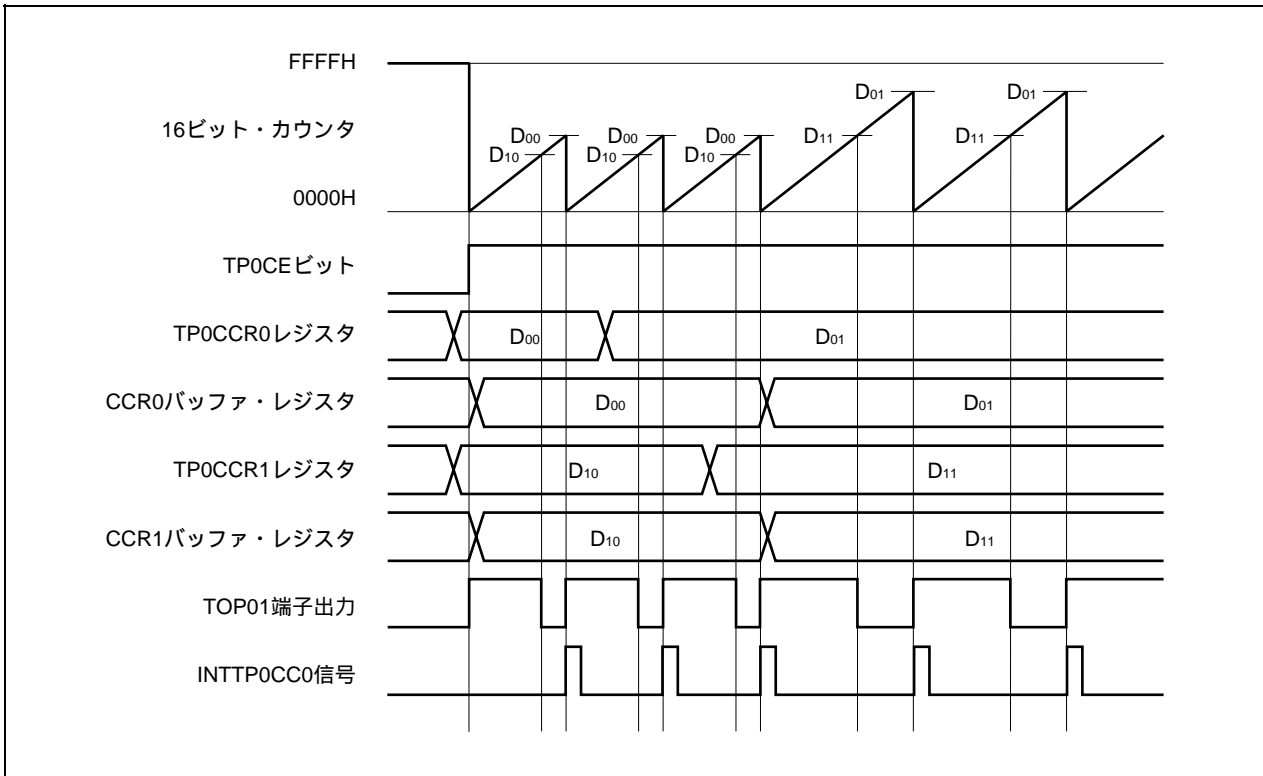 FFFFH
D01 D01
16ビット・カウンタ
D00 D00 D00 D11 D11
D10 D10 D10
0000H
TP0CEビット
TP0CCR0レジスタ D00 D01
CCR0バッファ・レジスタ D00 D01
TP0CCR1レジスタ D10 D11
CCR1バッファ・レジスタ D10 D11
TOP01端子出力
INTTP0CC0信号